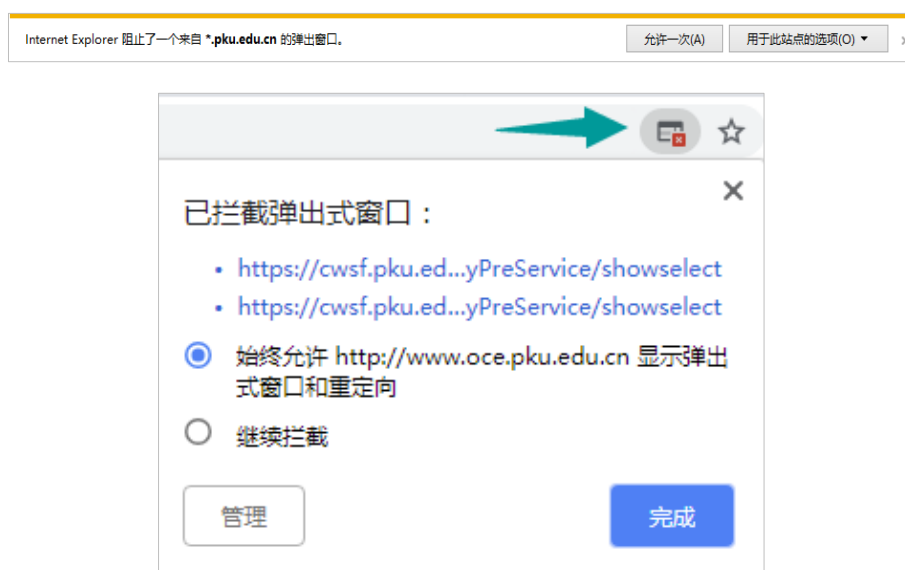 Internet Explorer 阻止了一个来自 *.pku.edu.cn 的弹出窗口。
允许一次(A)
用于此站点的选项(O)
已拦截弹出式窗口：
• https://cwsf.pku.ed...yPreService/showselect
• https://cwsf.pku.ed...yPreService/showselect
始终允许 http://www.oce.pku.edu.cn 显示弹出
式窗口和重定向
继续拦截
管理
完成